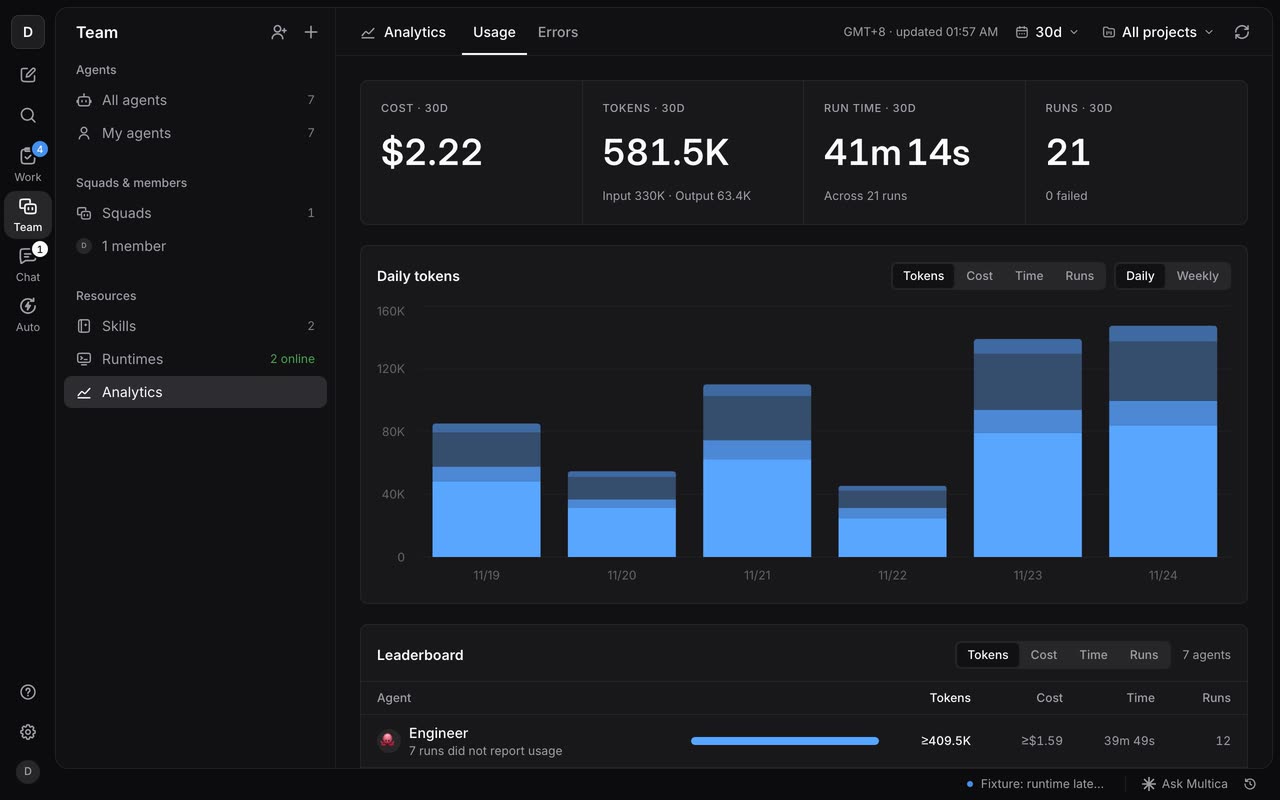 D
Team
Analytics
Usage
Errors
GMT+8 · updated 01:57 AM
30d
All projects
Agents
All agents
7
My agents
7
4
Work
Team
1
Chat
Auto
Squads & members
Squads
1
D
1 member
Resources
Skills
2
Runtimes
2 online
Analytics
COST · 30D
$2.22
TOKENS · 30D
581.5K
Input 330K · Output 63.4K
RUN TIME · 30D
41m 14s
Across 21 runs
RUNS · 30D
21
0 failed
Daily tokens
Tokens
Cost
Time
Runs
Daily
Weekly
160K
120K
80K
40K
0
11/19
11/20
11/21
11/22
11/23
11/24
Leaderboard
Tokens
Cost
Time
Runs
7 agents
Agent
Tokens
Cost
Time
Runs
Engineer
7 runs did not report usage
≥409.5K
≥$1.59
39m 49s
12
D
Fixture: runtime late...
Ask Multica